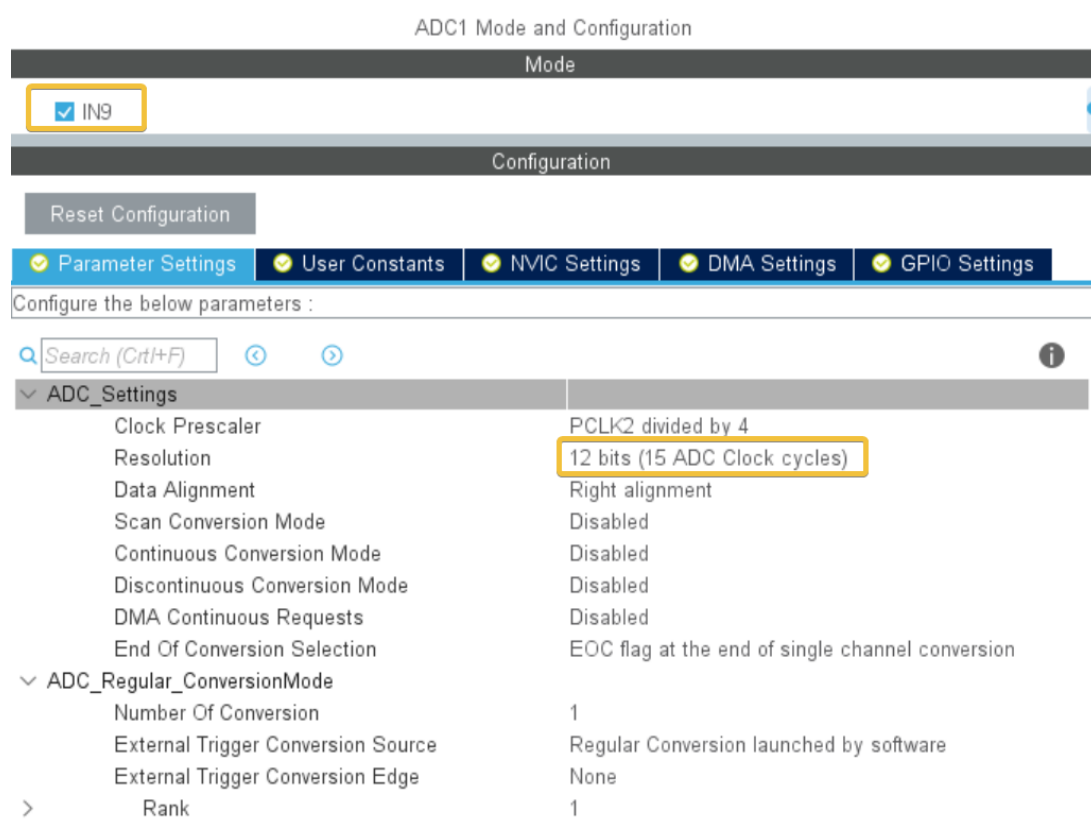 ADC1 Mode and Configuration
Mode
IN9
Configuration
Reset Configuration
Parameter Settings User Constants NVIC Settings DMA Settings GPIO Settings
Configure the below parameters :
Search (Crtl+F)
ADC_Settings
Clock Prescaler PCLK2 divided by 4
Resolution 12 bits (15 ADC Clock cycles)
Data Alignment Right alignment
Scan Conversion Mode Disabled
Continuous Conversion Mode Disabled
Discontinuous Conversion Mode Disabled
DMA Continuous Requests Disabled
End Of Conversion Selection EOC flag at the end of single channel conversion
ADC_Regular_ConversionMode
Number Of Conversion 1
External Trigger Conversion Source Regular Conversion launched by software
External Trigger Conversion Edge None
Rank 1